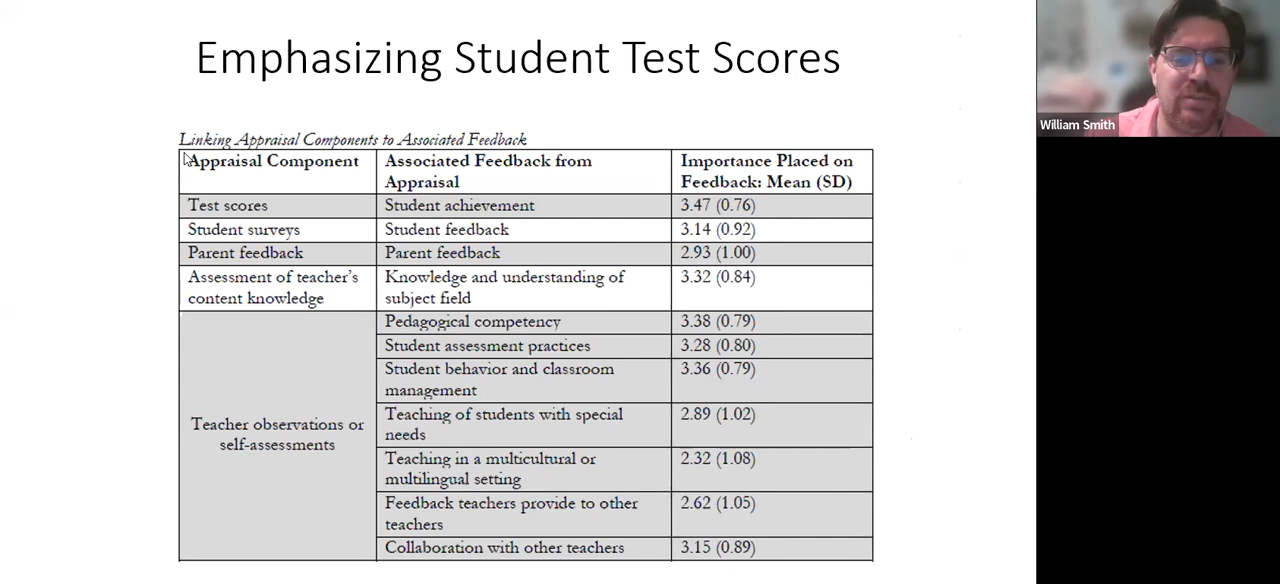 Emphasizing Student Test Scores
William Smith
Linking Appraisal Components to Associated Feedback
Appraisal Component
Associated Feedback from
Appraisal
Importance Placed on
Feedback: Mean (SD)
Test scores
Student achievement
3.47 (0.76)
Student surveys
Student feedback
3.14 (0.92)
Parent feedback
Parent feedback
2.93 (1.00)
Assessment of teacher's
content knowledge
Knowledge and understanding of
subject field
3.32 (0.84)
Teacher observations or
self-assessments
Pedagogical competency
3.38 (0.79)
Student assessment practices
3.28 (0.80)
Student behavior and classroom
management
3.36 (0.79)
Teaching of students with special
needs
2.89 (1.02)
Teaching in a multicultural or
multilingual setting
2.32 (1.08)
Feedback teachers provide to other
teachers
2.62 (1.05)
Collaboration with other teachers
3.15 (0.89)